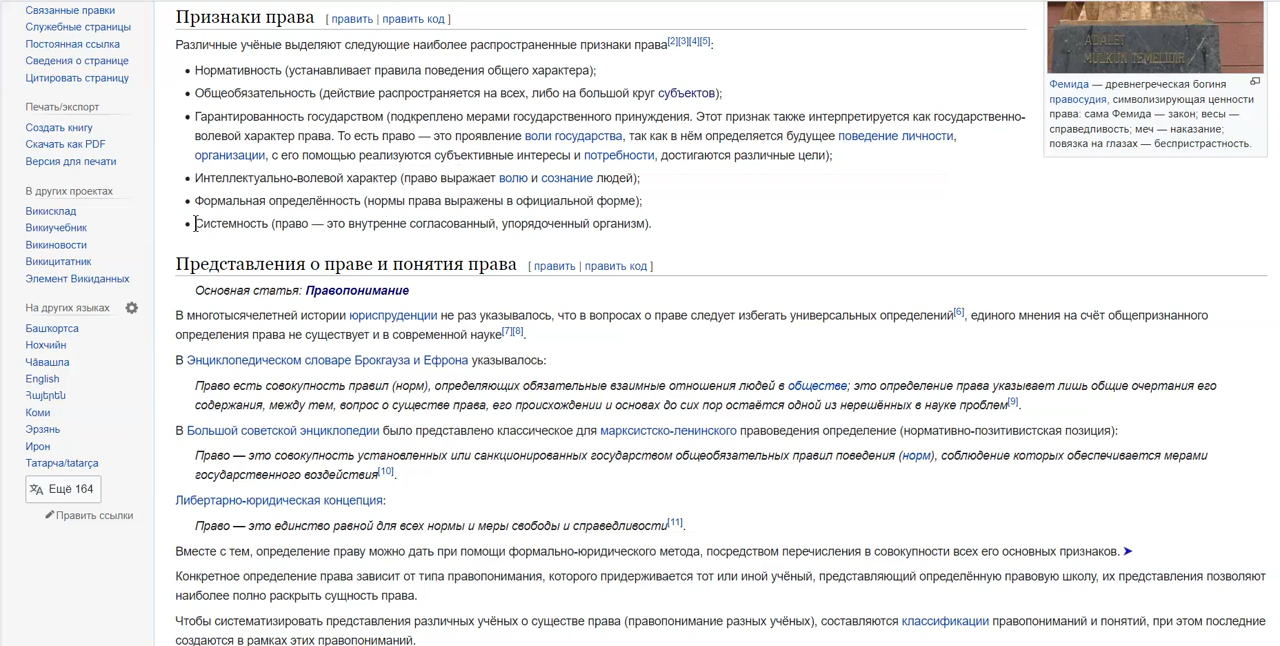 Связанные правки
Служебные страницы
Постоянная ссылка
Сведения о странице
Цитировать страницу
Печать/экспорт
Создать книгу
Скачать как PDF
Версия для печати
В других проектах
Викисклад
Викиучебник
Викиновости
Викицитатник
Элемент Викиданных
На других языках
Башҡортса
Нохчийн
Чӑвашла
English
Հայերեն
Коми
Эрзянь
Ирон
Татарча/tatarça
Ещё 164
Править ссылки
Признаки права [ править | править код ]
Различные учёные выделяют следующие наиболее распространенные признаки права[2][3][4][5]:
• Нормативность (устанавливает правила поведения общего характера);
• Общеобязательность (действие распространяется на всех, либо на большой круг субъектов);
• Гарантированность государством (подкреплено мерами государственного принуждения. Этот признак также интерпретируется как государственно-
волевой характер права. То есть право — это проявление воли государства, так как в нём определяется будущее поведение личности,
организации, с его помощью реализуются субъективные интересы и потребности, достигаются различные цели);
• Интеллектуально-волевой характер (право выражает волю и сознание людей);
• Формальная определённость (нормы права выражены в официальной форме);
• Системность (право — это внутренне согласованный, упорядоченный организм).
Представления о праве и понятия права [ править | править код ]
Основная статья: Правопонимание
В многотысячелетней истории юриспруденции не раз указывалось, что в вопросах о праве следует избегать универсальных определений[6], единого мнения на счёт общепризнанного
определения права не существует и в современной науке[7][8].
В Энциклопедическом словаре Брокгауза и Ефрона указывалось:
Право есть совокупность правил (норм), определяющих обязательные взаимные отношения людей в обществе; это определение права указывает лишь общие очертания его
содержания, между тем, вопрос о существе права, его происхождении и основах до сих пор остаётся одной из нерешённых в науке проблем[9].
В Большой советской энциклопедии было представлено классическое для марксистско-ленинского правоведения определение (нормативно-позитивистская позиция):
Право — это совокупность установленных или санкционированных государством общеобязательных правил поведения (норм), соблюдение которых обеспечивается мерами
государственного воздействия[10].
Либертарно-юридическая концепция:
Право — это единство равной для всех нормы и меры свободы и справедливости[11].
Вместе с тем, определение праву можно дать при помощи формально-юридического метода, посредством перечисления в совокупности всех его основных признаков. ➤
Конкретное определение права зависит от типа правопонимания, которого придерживается тот или иной учёный, представляющий определённую правовую школу, их представления позволяют
наиболее полно раскрыть сущность права.
Чтобы систематизировать представления различных учёных о существе права (правопонимание разных учёных), составляются классификации правопониманий и понятий, при этом последние
создаются в рамках этих правопониманий.
ADALET
MÜLKÜN TEMELİDİR
Фемида — древнегреческая богиня
правосудия, символизирующая ценности
права: сама Фемида — закон; весы —
справедливость; меч — наказание;
повязка на глазах — беспристрастность.